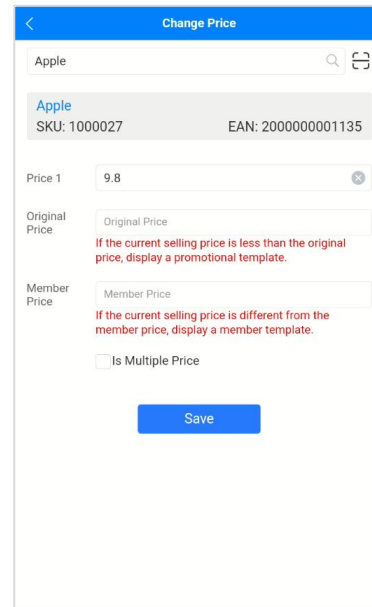 Change Price
Apple
Apple
SKU: 1000027 EAN: 2000000001135
Price 1 9.8
Original
Price
Original Price
If the current selling price is less than the original
price, display a promotional template.
Member
Price
Member Price
If the current selling price is different from the
member price, display a member template.
Is Multiple Price
Save